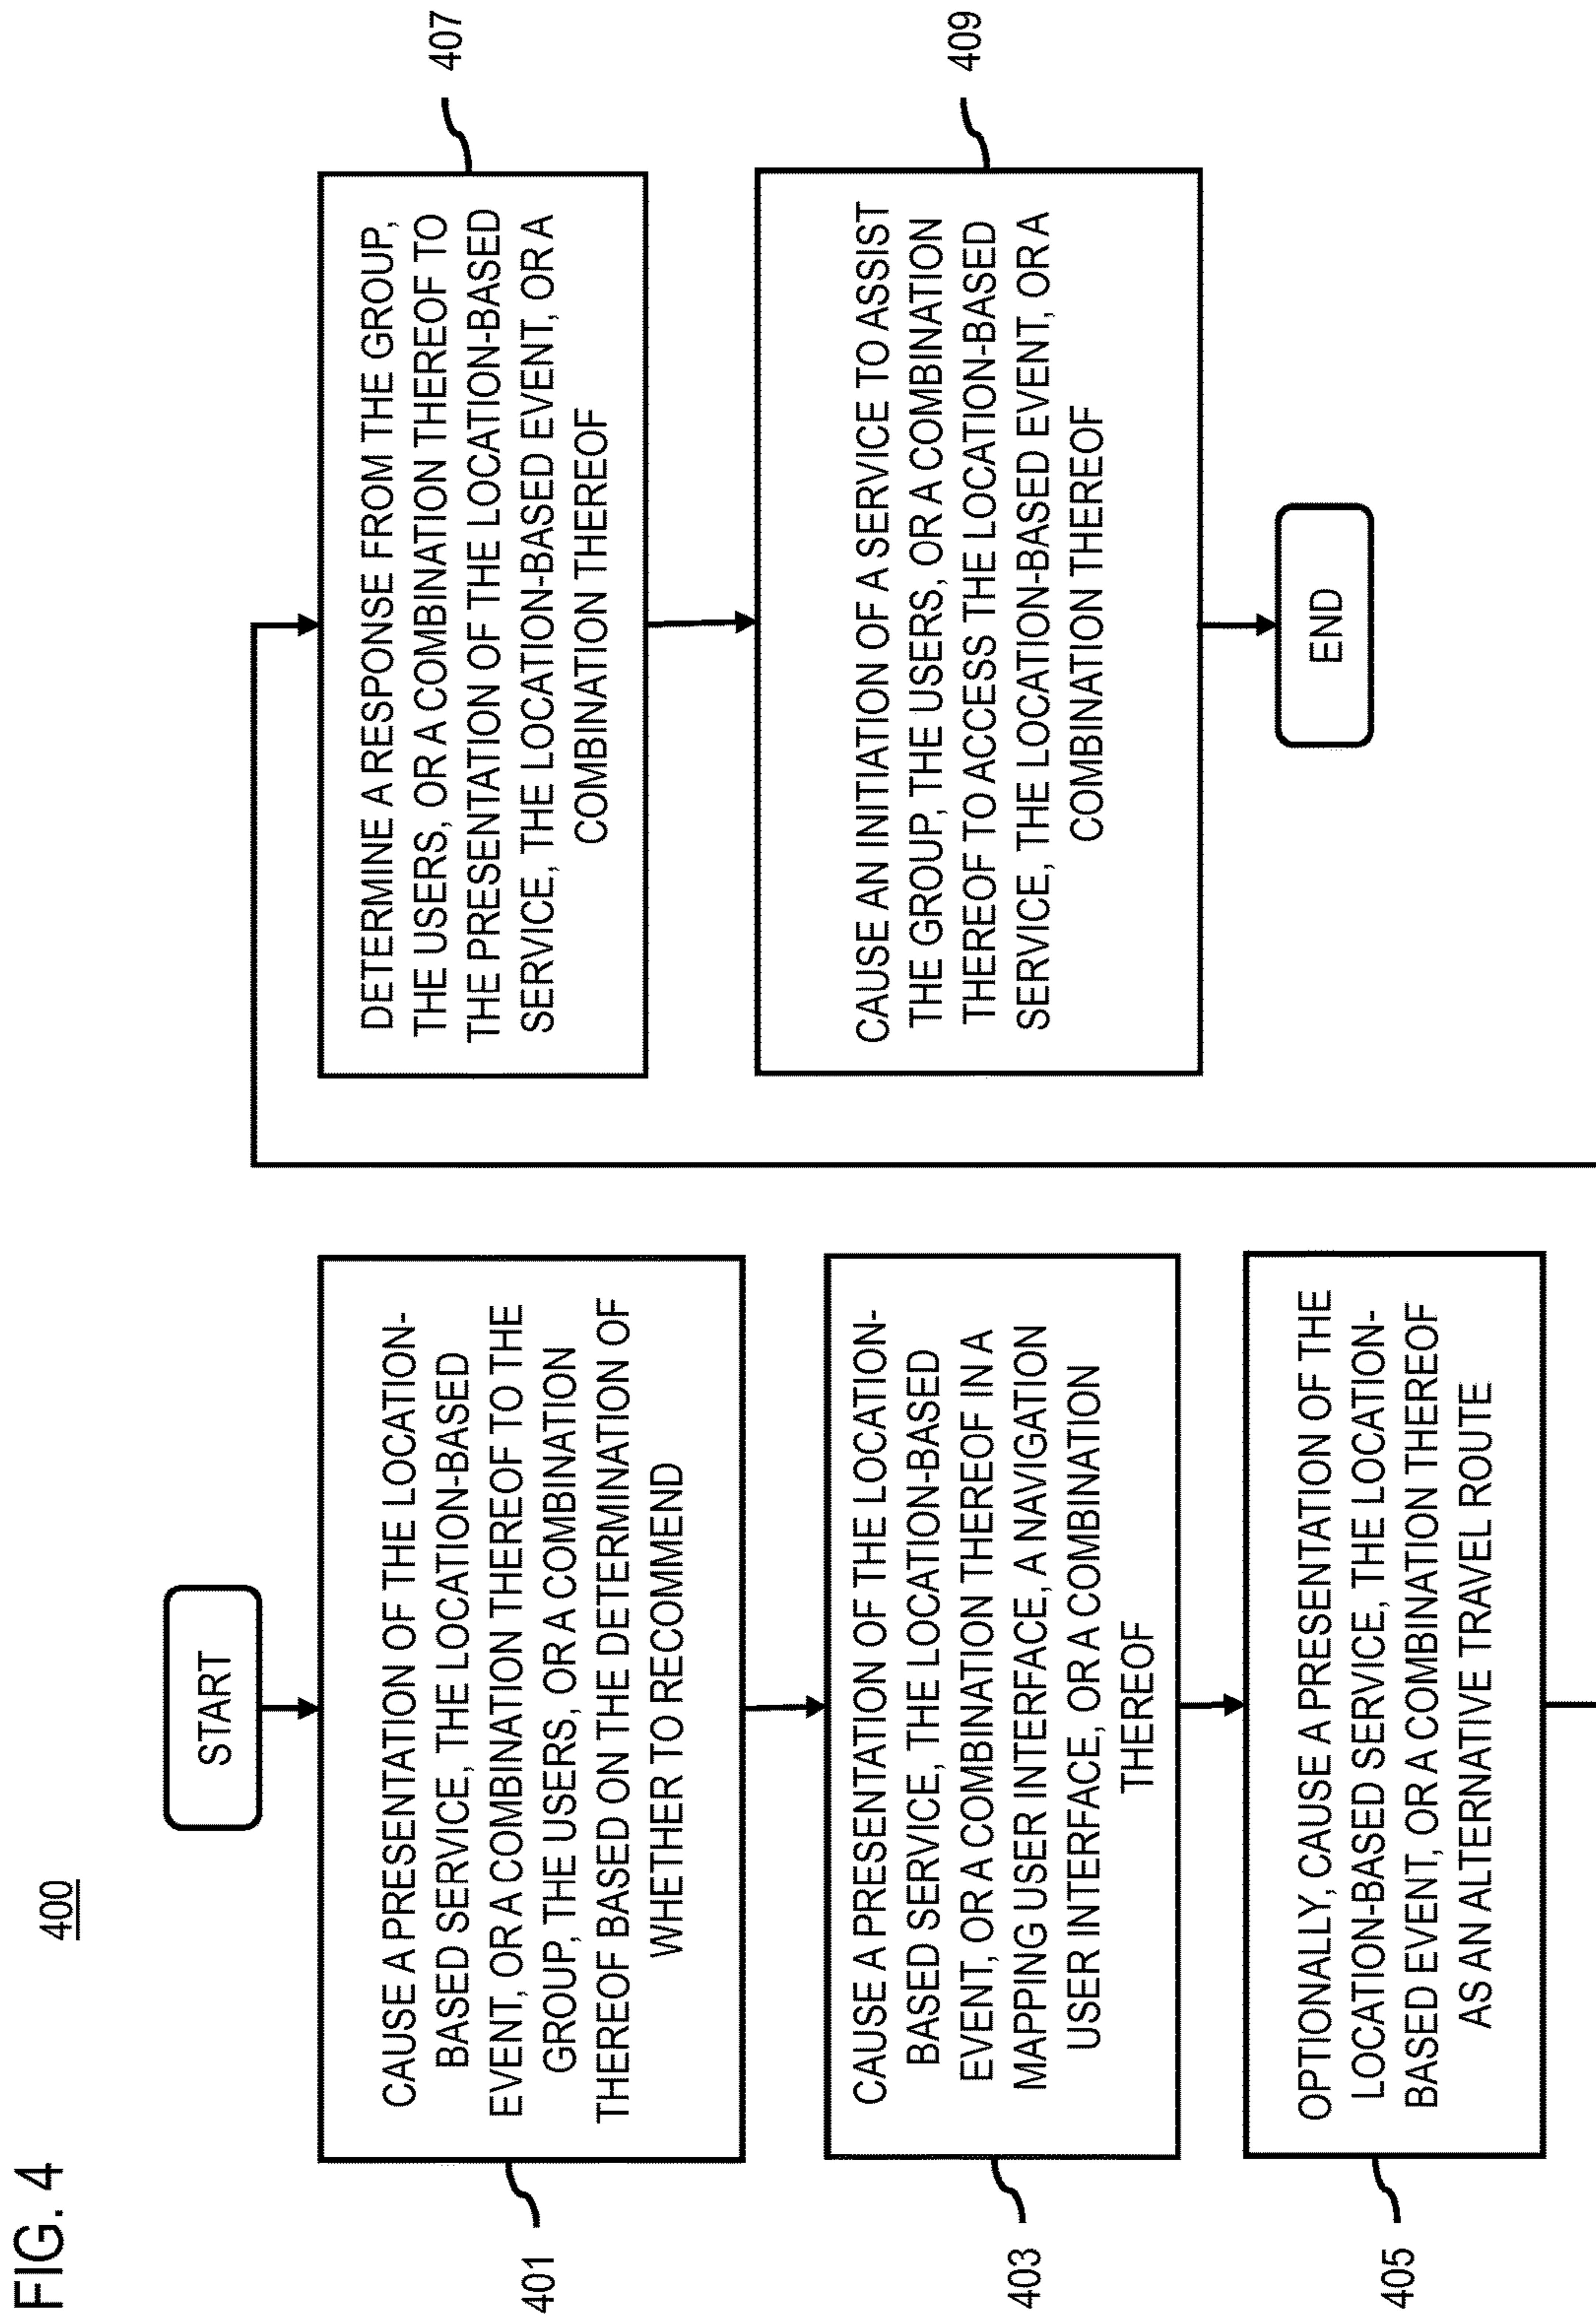 FIG. 4
400
START
CAUSE A PRESENTATION OF THE LOCATION-
BASED SERVICE, THE LOCATION-BASED
EVENT, OR A COMBINATION THEREOF TO THE
GROUP, THE USERS, OR A COMBINATION
THEREOF BASED ON THE DETERMINATION OF
WHETHER TO RECOMMEND
401
CAUSE A PRESENTATION OF THE LOCATION-
BASED SERVICE, THE LOCATION-BASED
EVENT, OR A COMBINATION THEREOF IN A
MAPPING USER INTERFACE, A NAVIGATION
USER INTERFACE, OR A COMBINATION
THEREOF
403
OPTIONALLY, CAUSE A PRESENTATION OF THE
LOCATION-BASED SERVICE, THE LOCATION-
BASED EVENT, OR A COMBINATION THEREOF
AS AN ALTERNATIVE TRAVEL ROUTE
405
DETERMINE A RESPONSE FROM THE GROUP,
THE USERS, OR A COMBINATION THEREOF TO
THE PRESENTATION OF THE LOCATION-BASED
SERVICE, THE LOCATION-BASED EVENT, OR A
COMBINATION THEREOF
407
CAUSE AN INITIATION OF A SERVICE TO ASSIST
THE GROUP, THE USERS, OR A COMBINATION
THEREOF TO ACCESS THE LOCATION-BASED
SERVICE, THE LOCATION-BASED EVENT, OR A
COMBINATION THEREOF
409
END